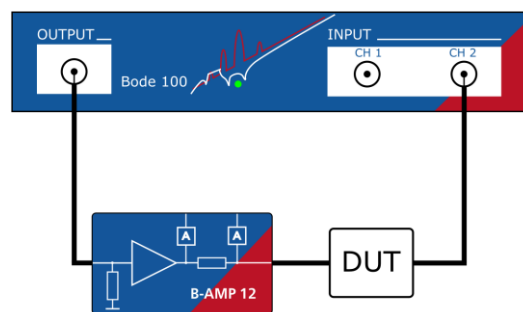 OUTPUT
INPUT
CH 1
CH 2
Bode 100
A
A
B-AMP 12
DUT